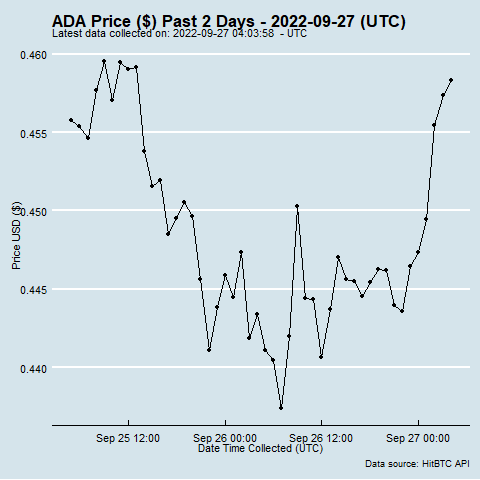 ADA Price ($) Past 2 Days - 2022-09-27 (UTC)
Latest data collected on: 2022-09-27 04:03:58 - UTC
0.460
0.455
0.450
0.445
0.440
Price USD ($)
Sep 25 12:00
Sep 26 00:00
Sep 26 12:00
Sep 27 00:00
Date Time Collected (UTC)
Data source: HitBTC API